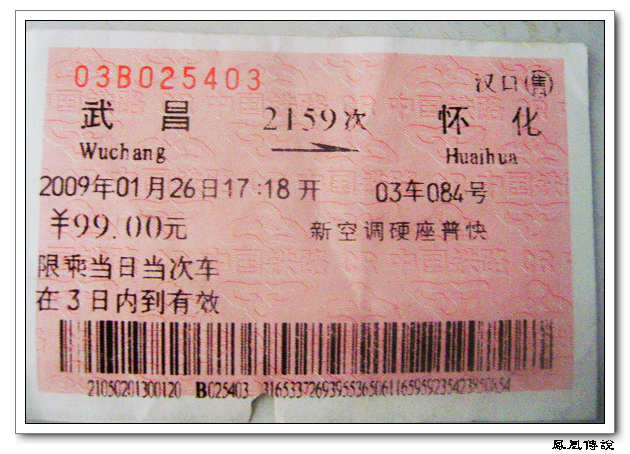 03B025403
汉口(售)
武昌 2159次 怀化
Wuchang Huaihua
2009年01月26日17:18开 03车084号
¥99.00元 新空调硬座普快
限乘当日当次车
在3日内到有效
21050201300120 B025403
鳳凰傳說